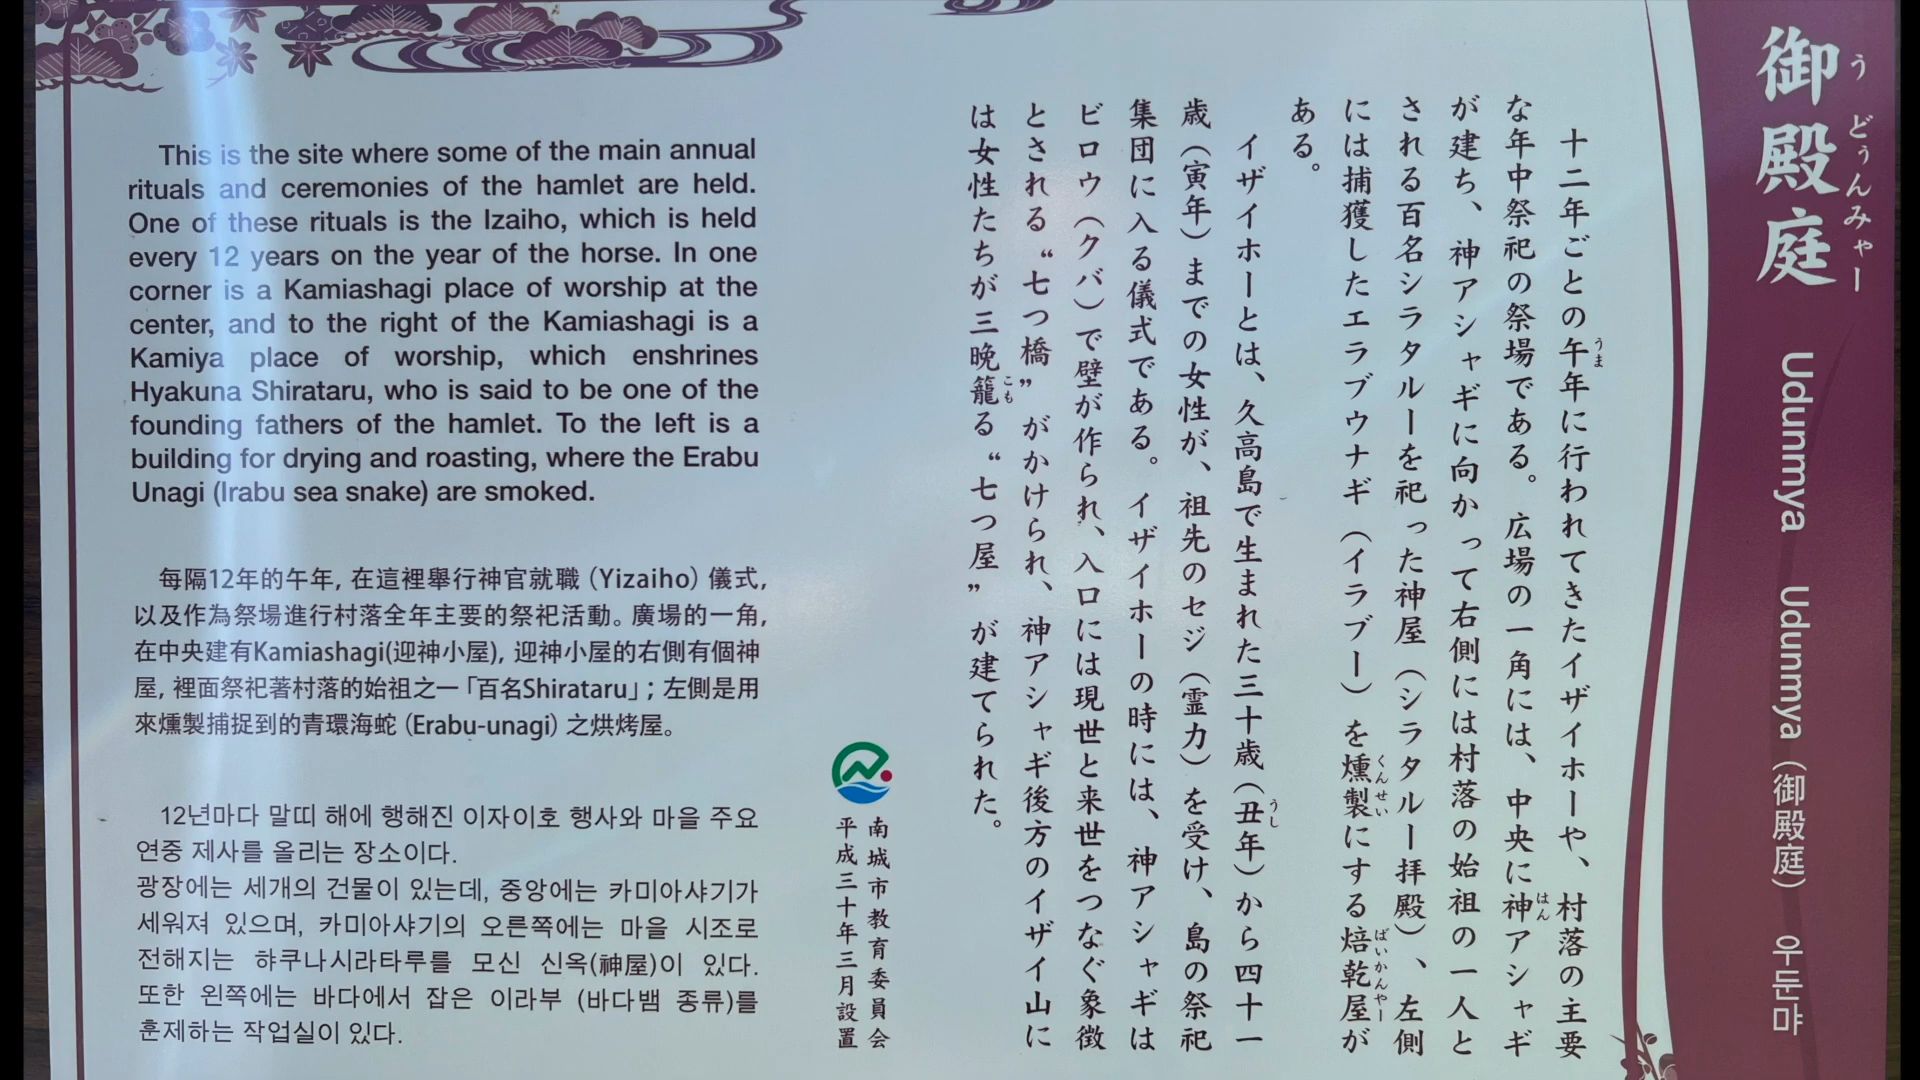 御殿庭
うどぅんみゃー
Udunmya Udunmya（御殿庭） 우둔먀
十二年ごとの午年に行われてきたイザイホーや、村落の主要
な年中祭祀の祭場である。広場の一角には、中央に神アシャギ
が建ち、神アシャギに向かって右側には村落の始祖の一人と
される百名シラタルーを祀った神屋（シラタルー拝殿）、左側
には捕獲したエラブウナギ（イラブー）を燻製にする焙乾屋が
ある。
イザイホーとは、久高島で生まれた三十歳（丑年）から四十一
歳（寅年）までの女性が、祖先のセジ（霊力）を受け、島の祭祀
集団に入る儀式である。イザイホーの時には、神アシャギは
ビロウ（クバ）で壁が作られ、入口には現世と来世をつなぐ象徴
とされる“七つ橋”がかけられ、神アシャギ後方のイザイ山に
は女性たちが三晩籠る“七つ屋”が建てられた。
うま
はん
くんせい
ばいかんやー
うし
こも
南城市教育委員会
平成三十年三月設置
This is the site where some of the main annual
rituals and ceremonies of the hamlet are held.
One of these rituals is the Izaiho, which is held
every 12 years on the year of the horse. In one
corner is a Kamiashagi place of worship at the
center, and to the right of the Kamiashagi is a
Kamiya place of worship, which enshrines
Hyakuna Shirataru, who is said to be one of the
founding fathers of the hamlet. To the left is a
building for drying and roasting, where the Erabu
Unagi (Irabu sea snake) are smoked.
每隔12年的午年, 在這裡舉行神官就職（Yizaiho）儀式,
以及作為祭場進行村落全年主要的祭祀活動。廣場的一角,
在中央建有Kamiashagi(迎神小屋), 迎神小屋的右側有個神
屋, 裡面祭祀著村落的始祖之一「百名Shirataru」；左側是用
來燻製捕捉到的青環海蛇（Erabu-unagi）之烘烤屋。
12년마다 말띠 해에 행해진 이자이호 행사와 마을 주요
연중 제사를 올리는 장소이다.
광장에는 세개의 건물이 있는데, 중앙에는 카미아샤기가
세워져 있으며, 카미아샤기의 오른쪽에는 마을 시조로
전해지는 햐쿠나시라타루를 모신 신옥(神屋)이 있다.
또한 왼쪽에는 바다에서 잡은 이라부 (바다뱀 종류)를
훈제하는 작업실이 있다.